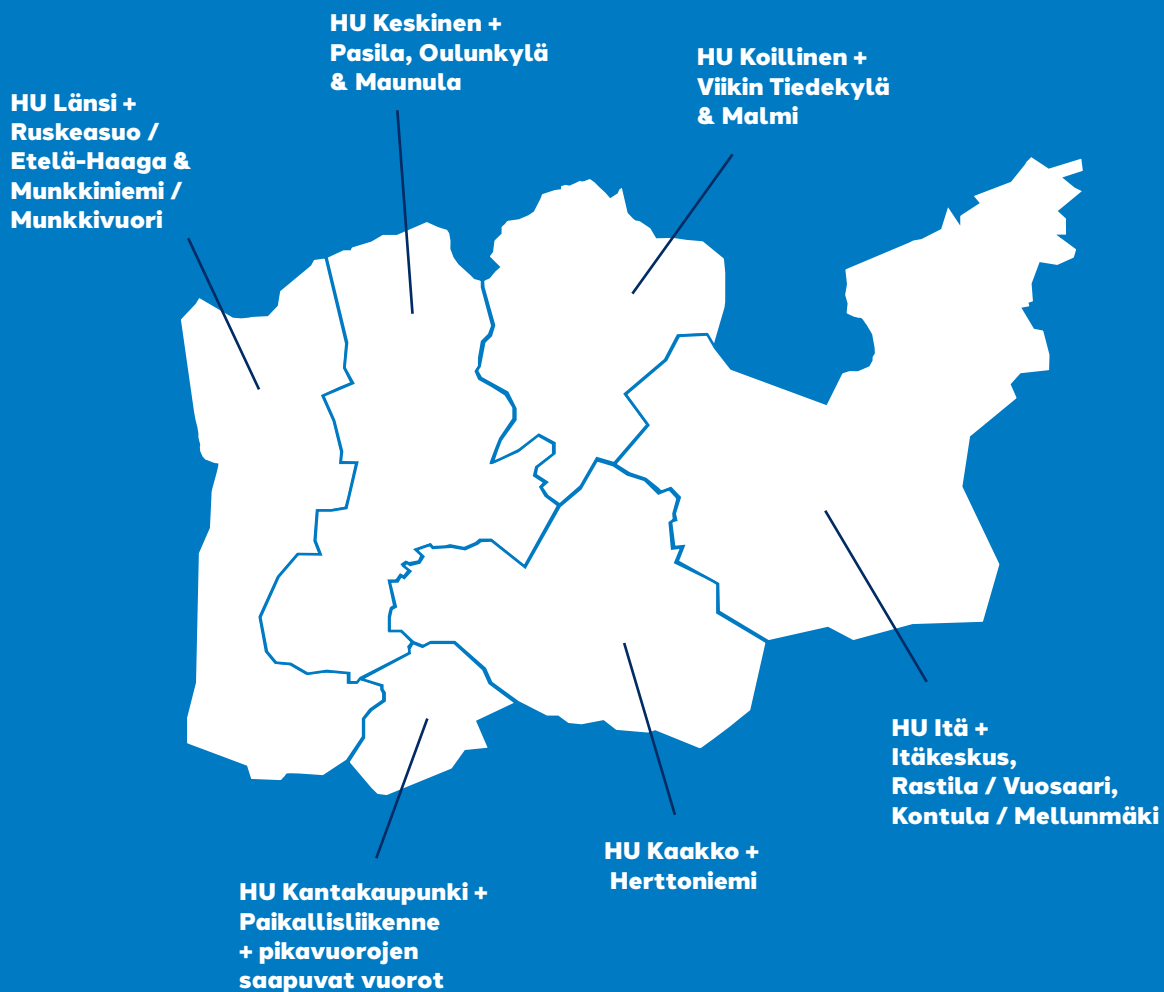 HU Keskinen +
Pasila, Oulunkylä
& Maunula
HU Koillinen +
Viikin Tiedekylä
& Malmi
HU Länsi +
Ruskeasuo /
Etelä-Haaga &
Munkkiniemi /
Munkkivuori
HU Itä +
Itäkeskus,
Rastila / Vuosaari,
Kontula / Mellunmäki
HU Kaakko +
Herttoniemi
HU Kantakaupunki +
Paikallisliikenne
+ pikavuorojen
saapuvat vuorot